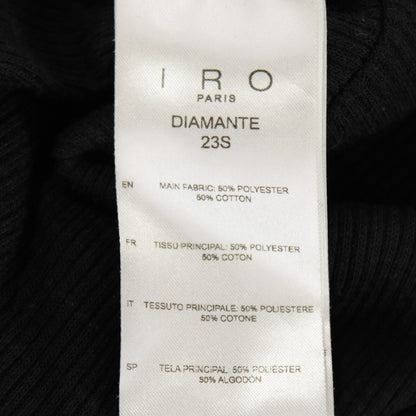 IRO
PARIS
DIAMANTE
23S
EN MAIN FABRIC: 50% POLYESTER
50% COTTON
FR TISSU PRINCIPAL: 50% POLYESTER
50% COTON
IT TESSUTO PRINCIPALE: 50% POLIESTERE
50% COTONE
SP TELA PRINCIPAL: 50% POLIÉSTER
50% ALGODÓN